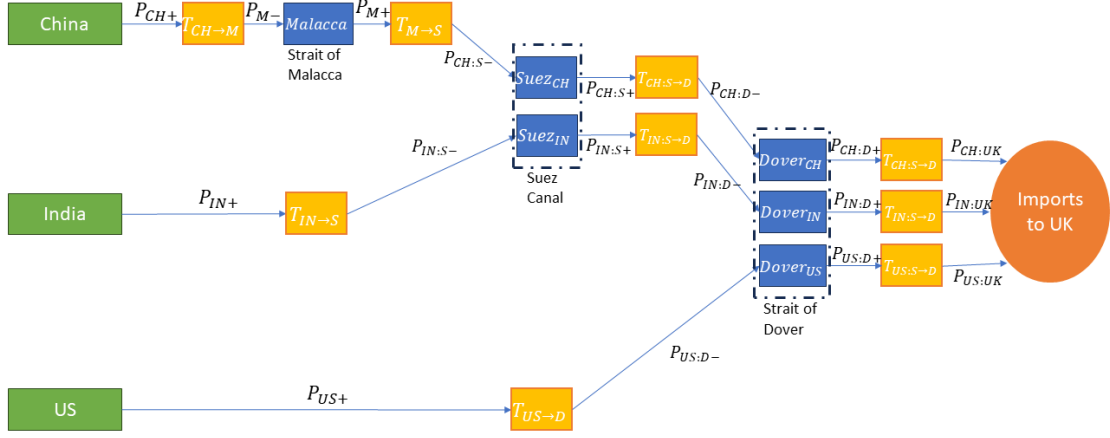 China
P_{CH+}
T_{CH→M}
P_{M−}
Malacca
P_{M+}
T_{M→S}
Strait of
Malacca
P_{CH:S−}
Suez_{CH}
P_{CH:S+}
T_{CH:S→D}
P_{CH:D−}
Suez_{IN}
P_{IN:S+}
T_{IN:S→D}
P_{IN:S−}
Suez
Canal
P_{IN:D−}
Dover_{CH}
P_{CH:D+}
T_{CH:S→D}
P_{CH:UK}
India
P_{IN+}
T_{IN→S}
Dover_{IN}
P_{IN:D+}
T_{IN:S→D}
P_{IN:UK}
Imports
to UK
Dover_{US}
P_{US:D+}
T_{US:S→D}
P_{US:UK}
Strait of
Dover
P_{US:D−}
US
P_{US+}
T_{US→D}